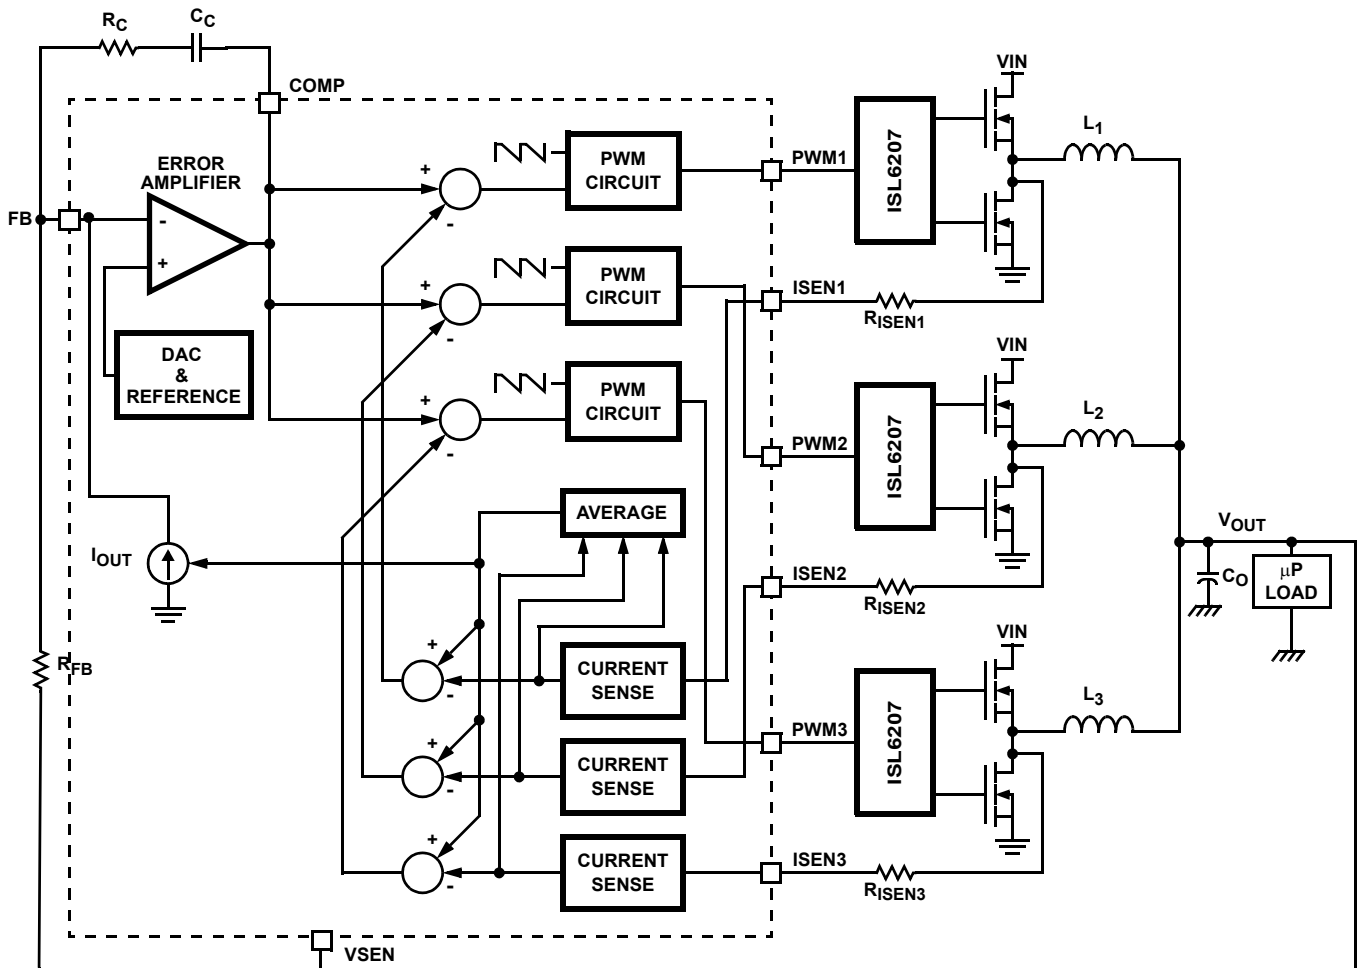 RC
CC
COMP
VIN
L1
ERROR
AMPLIFIER
+
-
PWM
CIRCUIT
PWM1
ISL6207
FB
-
+
+
-
PWM
CIRCUIT
ISEN1
RISEN1
DAC
&
REFERENCE
+
-
PWM
CIRCUIT
VIN
L2
PWM2
ISL6207
AVERAGE
VOUT
IOUT
ISEN2
RISEN2
CO
μP
LOAD
VIN
RFB
+
-
CURRENT
SENSE
L3
+
-
CURRENT
SENSE
PWM3
ISL6207
+
-
CURRENT
SENSE
ISEN3
RISEN3
VSEN